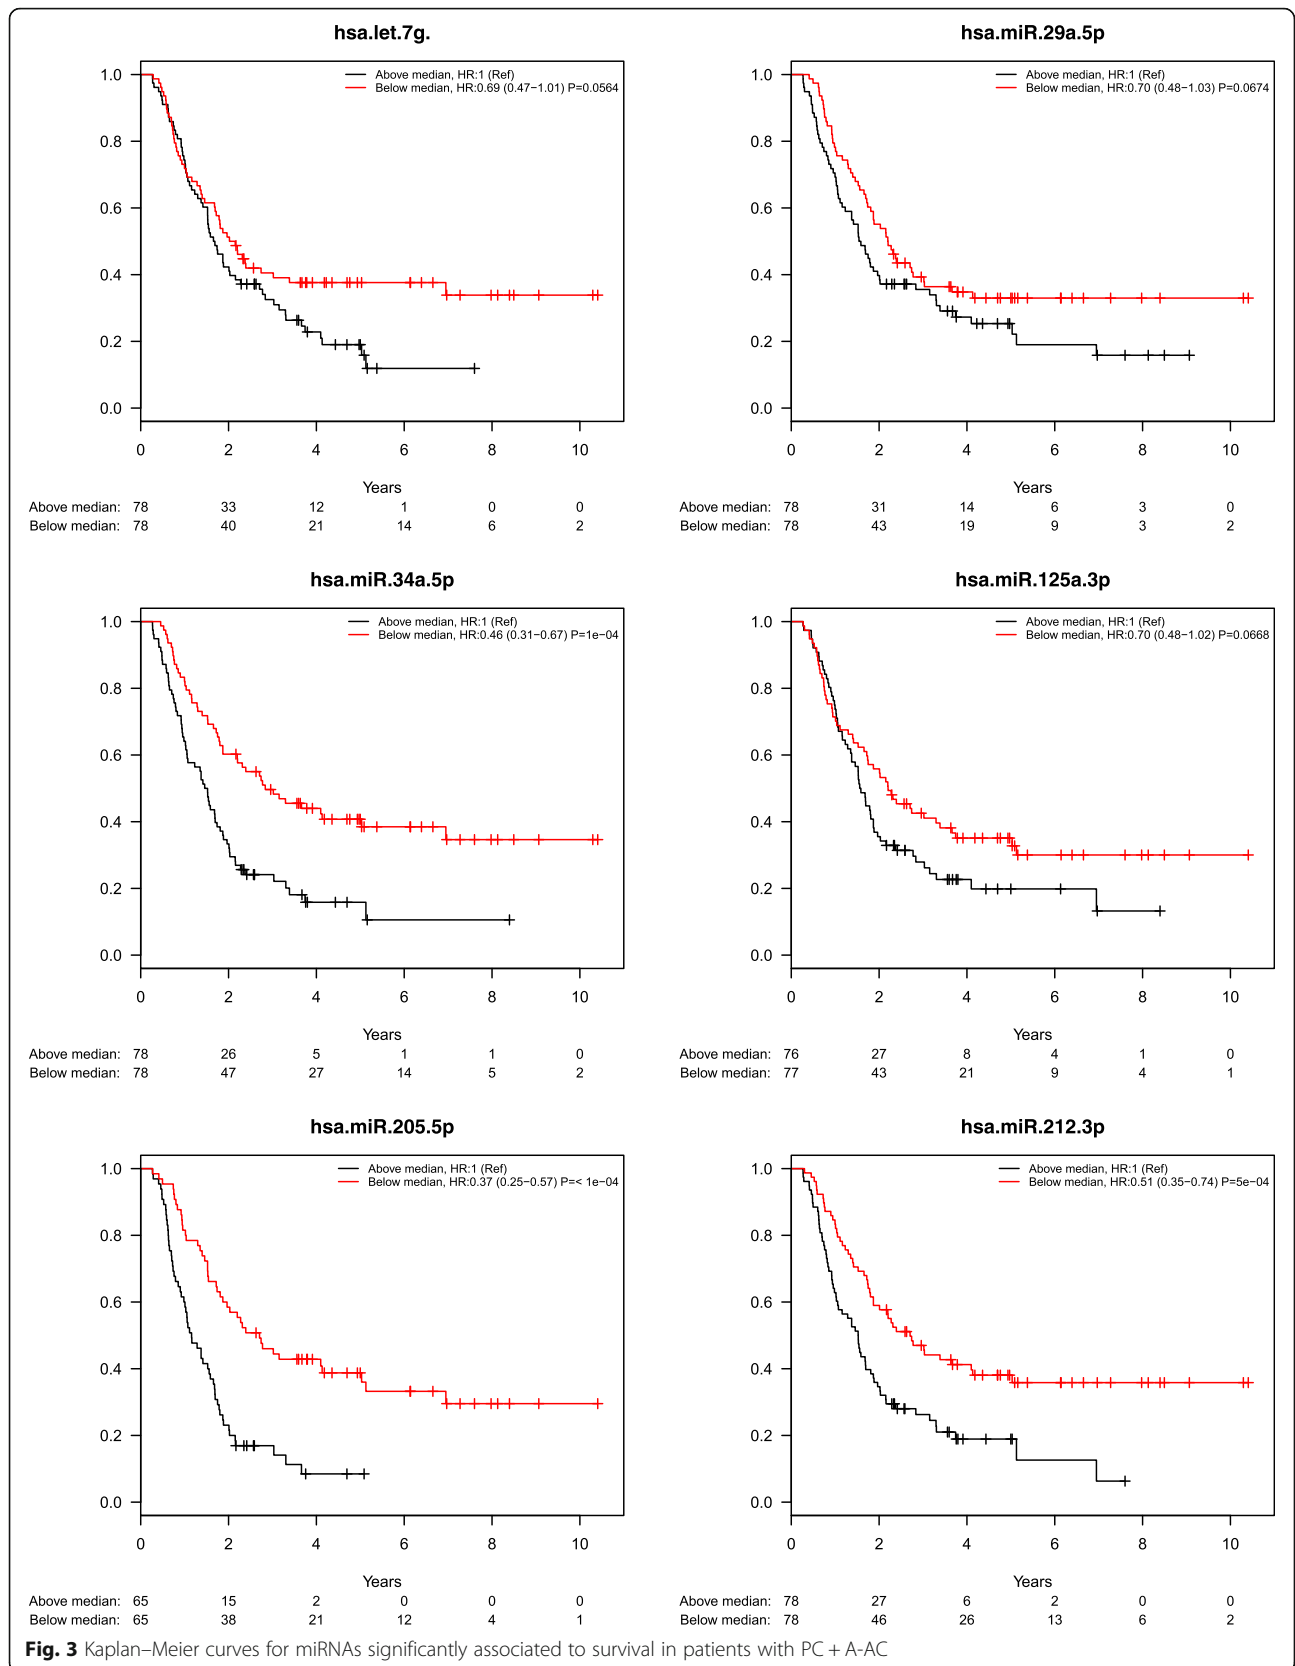 hsa.let.7g.
Above median, HR:1 (Ref)
Below median, HR:0.69 (0.47−1.01) P=0.0564
1.0
0.8
0.6
0.4
0.2
0.0
0 2 4 6 8 10
Years
Above median: 78 33 12 1 0 0
Below median: 78 40 21 14 6 2
hsa.miR.29a.5p
Above median, HR:1 (Ref)
Below median, HR:0.70 (0.48−1.03) P=0.0674
1.0
0.8
0.6
0.4
0.2
0.0
0 2 4 6 8 10
Years
Above median: 78 31 14 6 3 0
Below median: 78 43 19 9 3 2
hsa.miR.34a.5p
Above median, HR:1 (Ref)
Below median, HR:0.46 (0.31−0.67) P=1e−04
1.0
0.8
0.6
0.4
0.2
0.0
0 2 4 6 8 10
Years
Above median: 78 26 5 1 1 0
Below median: 78 47 27 14 5 2
hsa.miR.125a.3p
Above median, HR:1 (Ref)
Below median, HR:0.70 (0.48−1.02) P=0.0668
1.0
0.8
0.6
0.4
0.2
0.0
0 2 4 6 8 10
Years
Above median: 76 27 8 4 1 0
Below median: 77 43 21 9 4 1
hsa.miR.205.5p
Above median, HR:1 (Ref)
Below median, HR:0.37 (0.25−0.57) P=< 1e−04
1.0
0.8
0.6
0.4
0.2
0.0
0 2 4 6 8 10
Years
Above median: 65 15 2 0 0 0
Below median: 65 38 21 12 4 1
hsa.miR.212.3p
Above median, HR:1 (Ref)
Below median, HR:0.51 (0.35−0.74) P=5e−04
1.0
0.8
0.6
0.4
0.2
0.0
0 2 4 6 8 10
Years
Above median: 78 27 6 2 0 0
Below median: 78 46 26 13 6 2
Fig. 3 Kaplan–Meier curves for miRNAs significantly associated to survival in patients with PC + A-AC